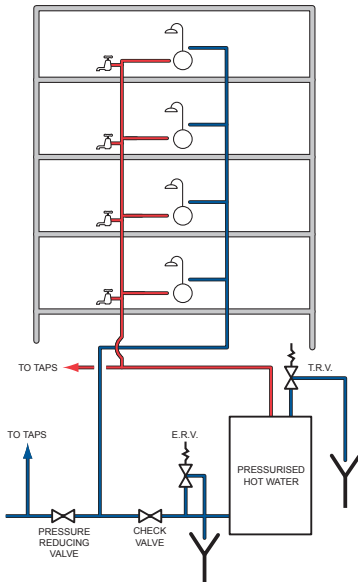 TO TAPS
T.R.V.
TO TAPS
E.R.V.
PRESSURISED
HOT WATER
PRESSURE
REDUCING
VALVE
CHECK
VALVE